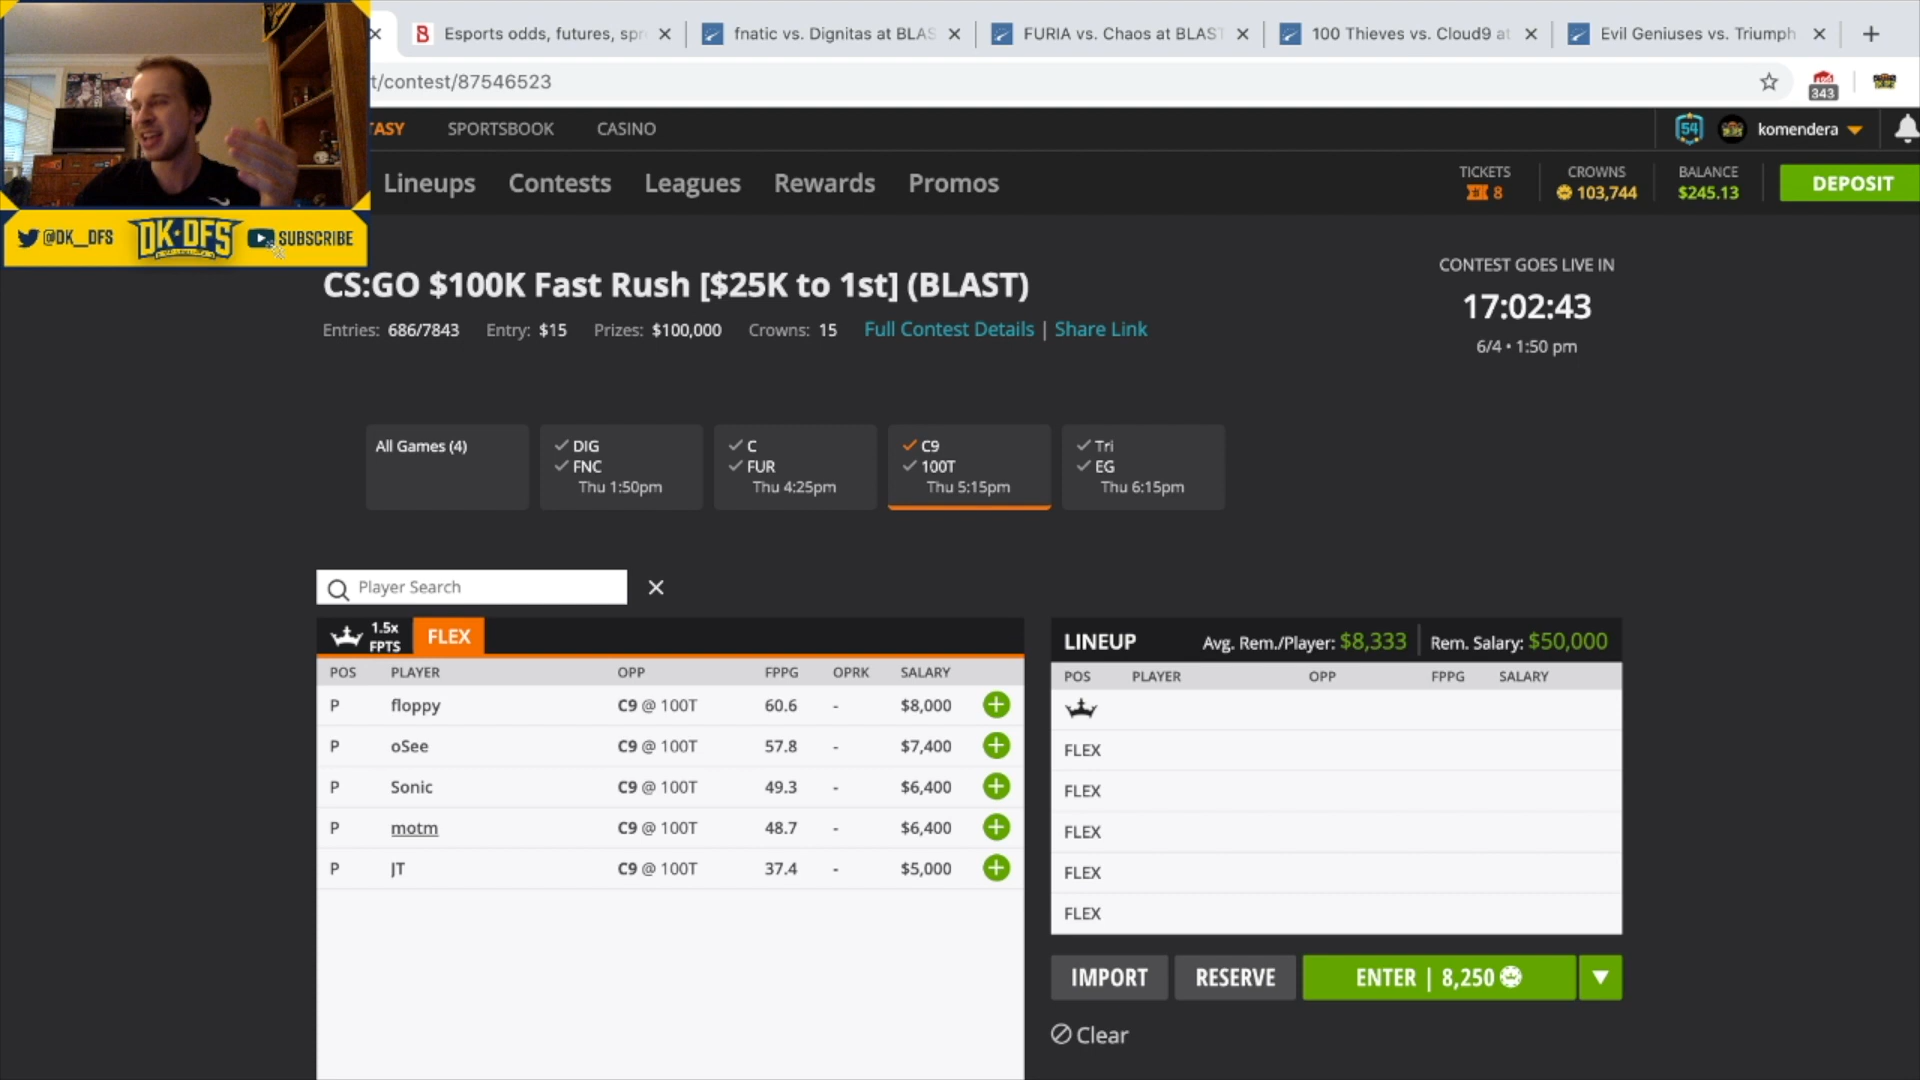 Esports odds, futures, spr
fnatic vs. Dignitas at BLAS
FURIA vs. Chaos at BLAST
100 Thieves vs. Cloud9 at
Evil Geniuses vs. Triumph
t/contest/87546523
343
TASY
SPORTSBOOK
CASINO
54
komendera
Lineups
Contests
Leagues
Rewards
Promos
TICKETS
8
CROWNS
103,744
BALANCE
$245.13
DEPOSIT
@DK__DFS
DK•DFS
SUBSCRIBE
CS:GO $100K Fast Rush [$25K to 1st] (BLAST)
Entries: 686/7843 Entry: $15 Prizes: $100,000 Crowns: 15 Full Contest Details | Share Link
CONTEST GOES LIVE IN
17:02:43
6/4 • 1:50 pm
All Games (4)
DIG
FNC
Thu 1:50pm
C
FUR
Thu 4:25pm
C9
100T
Thu 5:15pm
Tri
EG
Thu 6:15pm
Player Search
1.5x
FPTS
FLEX
POS PLAYER OPP FPPG OPRK SALARY
P floppy C9 @ 100T 60.6 - $8,000
P oSee C9 @ 100T 57.8 - $7,400
P Sonic C9 @ 100T 49.3 - $6,400
P motm C9 @ 100T 48.7 - $6,400
P JT C9 @ 100T 37.4 - $5,000
LINEUP Avg. Rem./Player: $8,333 Rem. Salary: $50,000
POS PLAYER OPP FPPG SALARY
FLEX
FLEX
FLEX
FLEX
FLEX
IMPORT
RESERVE
ENTER | 8,250
Clear